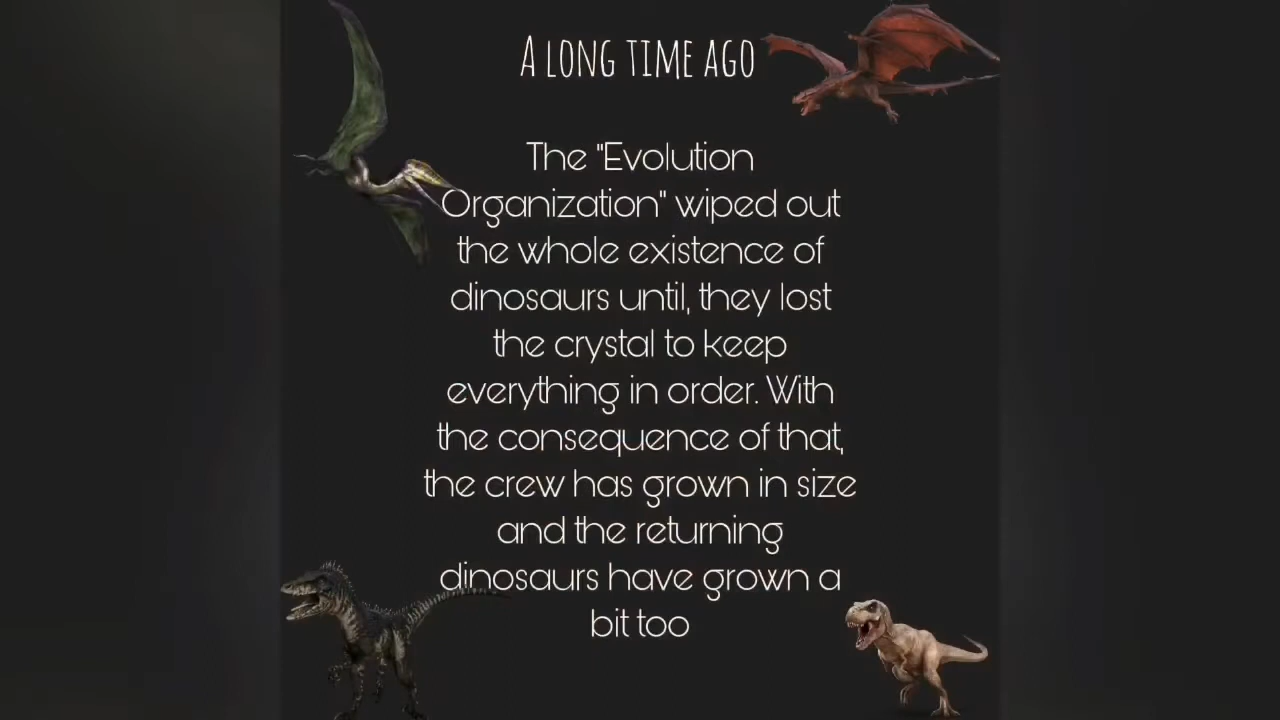 A LONG TIME AGO
The "Evolution
Organization" wiped out
the whole existence of
dinosaurs until, they lost
the crystal to keep
everything in order. With
the consequence of that,
the crew has grown in size
and the returning
dinosaurs have grown a
bit too